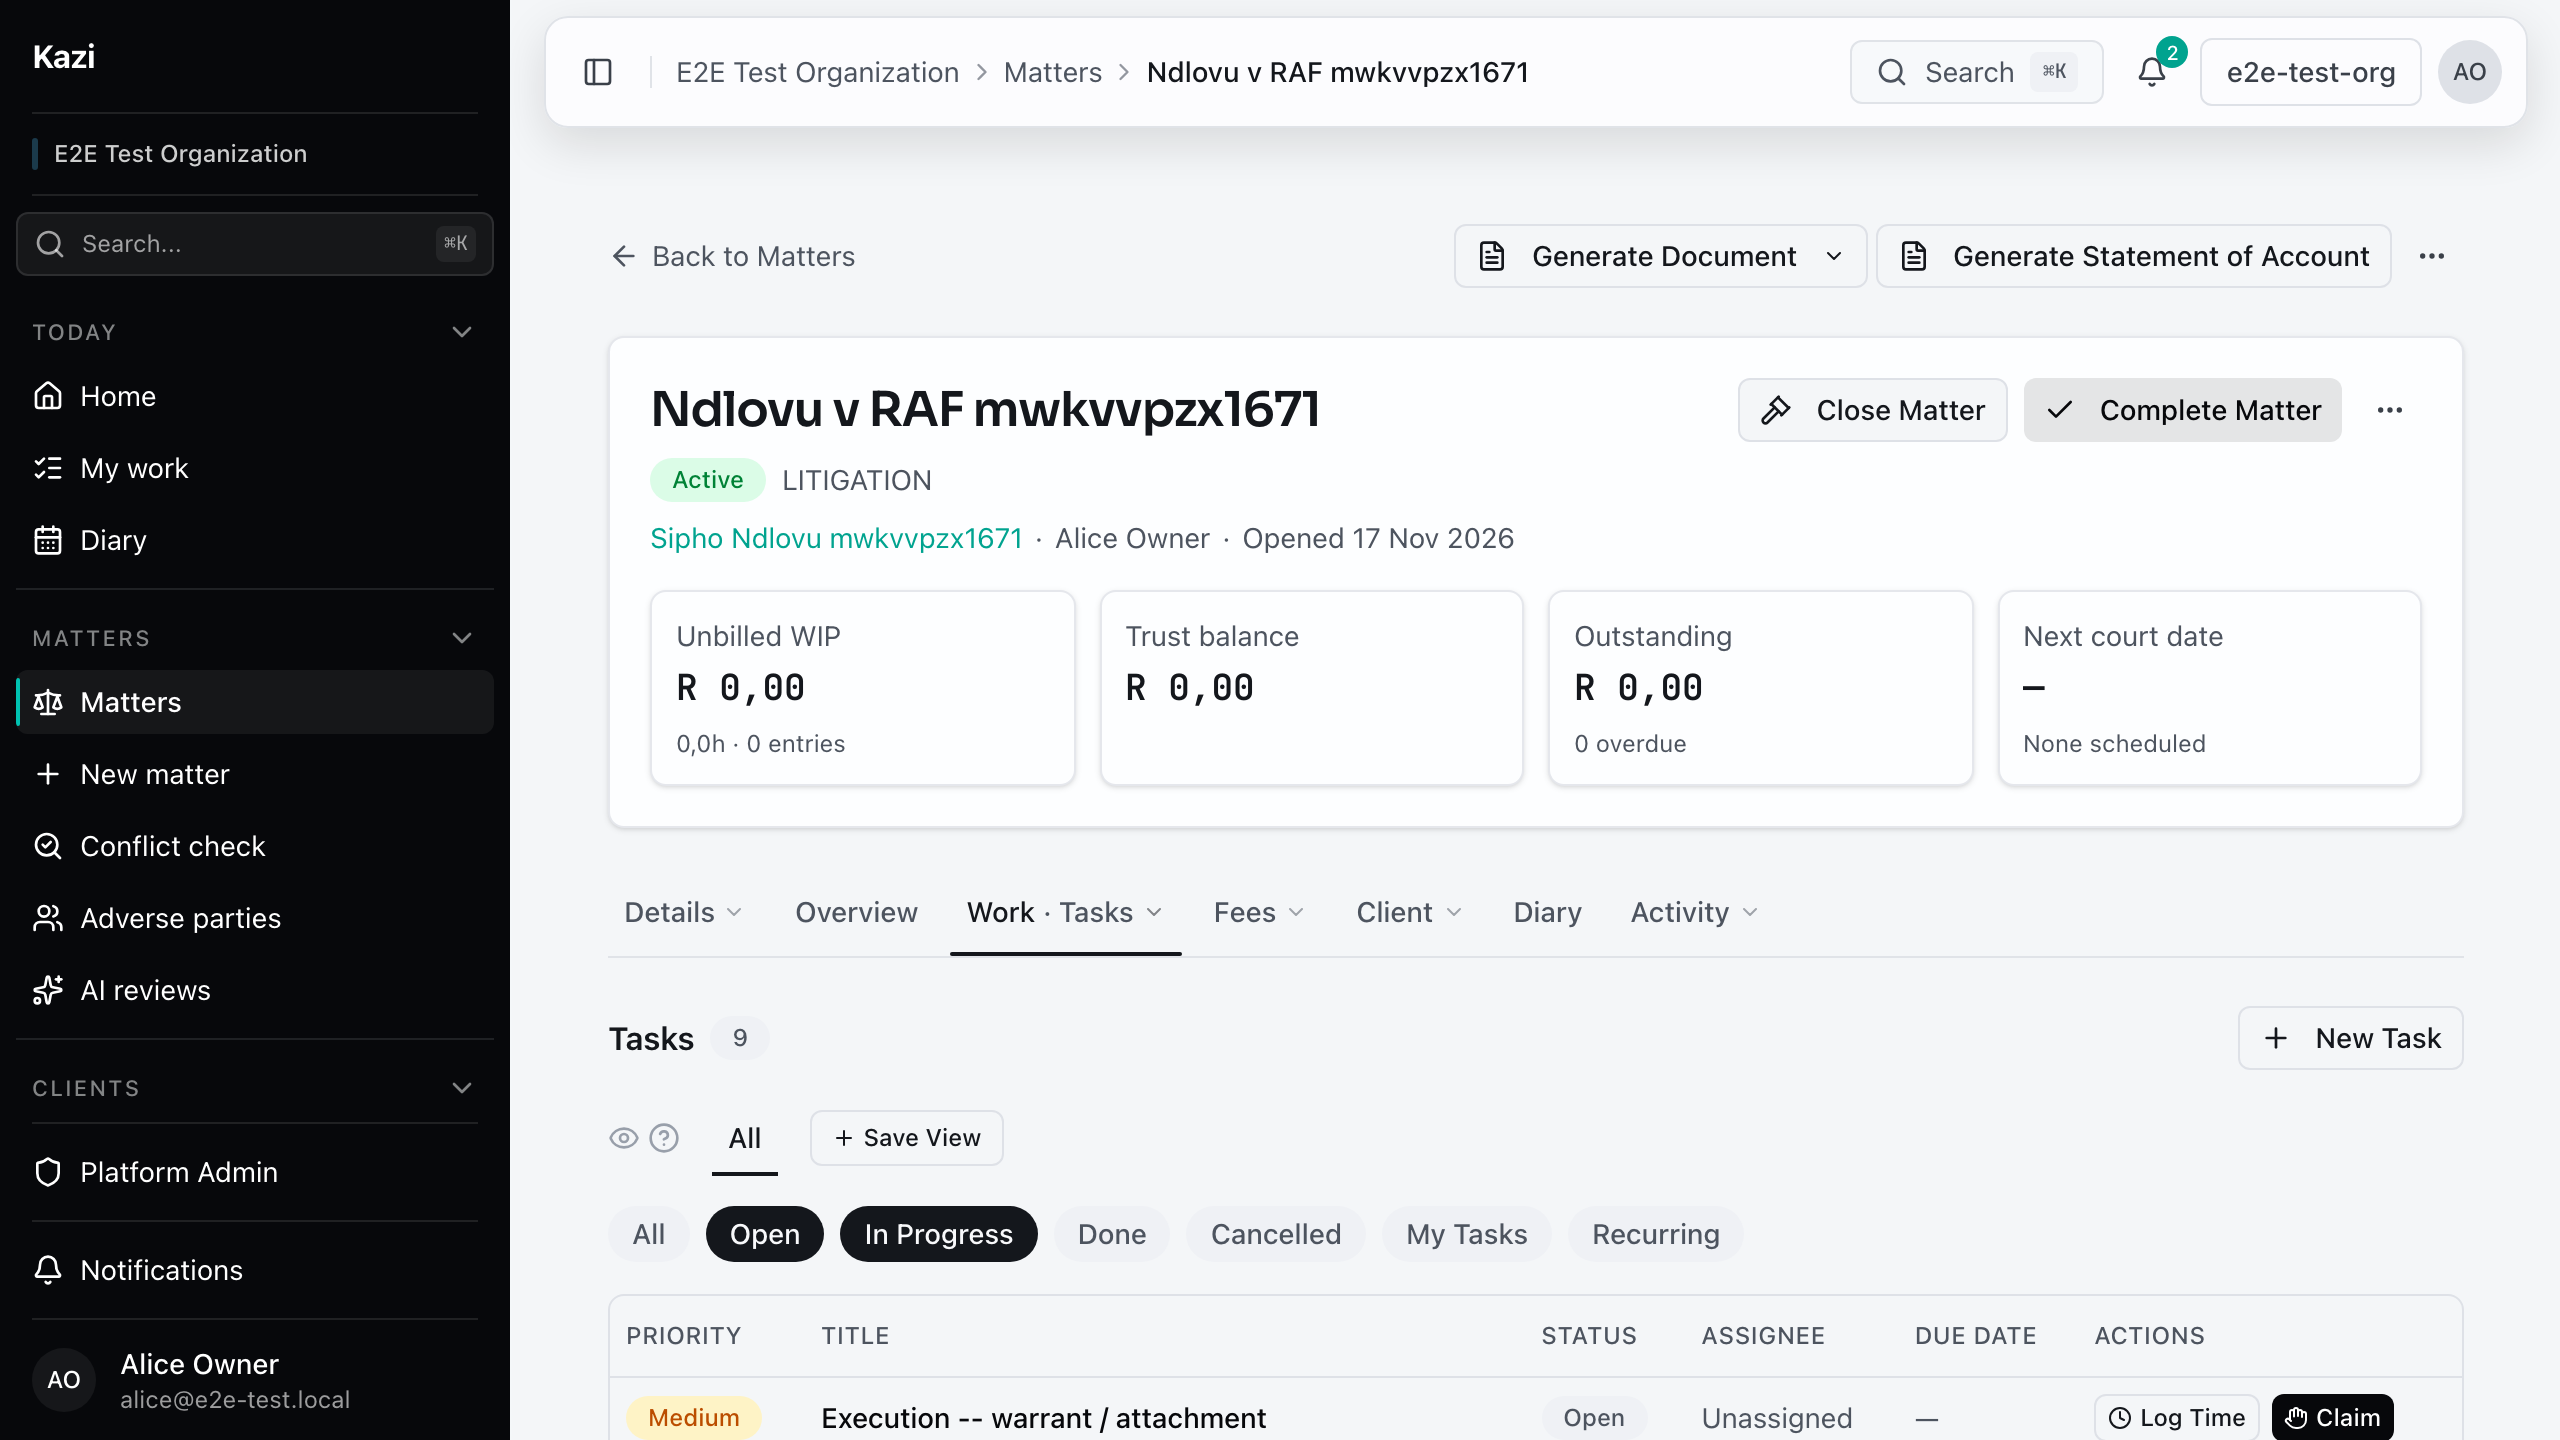 Kazi
E2E Test Organization
Search... ⌘K
TODAY
Home
My work
Diary
MATTERS
Matters
New matter
Conflict check
Adverse parties
AI reviews
CLIENTS
Platform Admin
Notifications
AO
Alice Owner
alice@e2e-test.local
E2E Test Organization > Matters > Ndlovu v RAF mwkvvpzx1671
Search ⌘K
2
e2e-test-org
AO
Back to Matters
Generate Document
Generate Statement of Account
Ndlovu v RAF mwkvvpzx1671
Close Matter
Complete Matter
Active LITIGATION
Sipho Ndlovu mwkvvpzx1671 · Alice Owner · Opened 17 Nov 2026
Unbilled WIP
R 0,00
0,0h · 0 entries
Trust balance
R 0,00
Outstanding
R 0,00
0 overdue
Next court date
–
None scheduled
Details Overview Work · Tasks Fees Client Diary Activity
Tasks 9
New Task
All
+ Save View
All Open In Progress Done Cancelled My Tasks Recurring
PRIORITY TITLE STATUS ASSIGNEE DUE DATE ACTIONS
Medium Execution -- warrant / attachment Open Unassigned — Log Time Claim